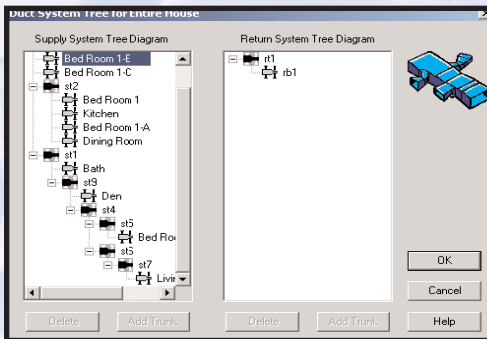 Duct System Tree for Entire House
Supply System Tree Diagram
Return System Tree Diagram
Bed Room 1-E
Bed Room 1-C
st2
Bed Room 1
Kitchen
Bed Room 1-A
Dining Room
st1
Bath
st9
Den
st4
st5
Bed Ro
st6
st7
Livi
rt1
rb1
OK
Cancel
Help
Delete
Add Trunk
Delete
Add Trunk